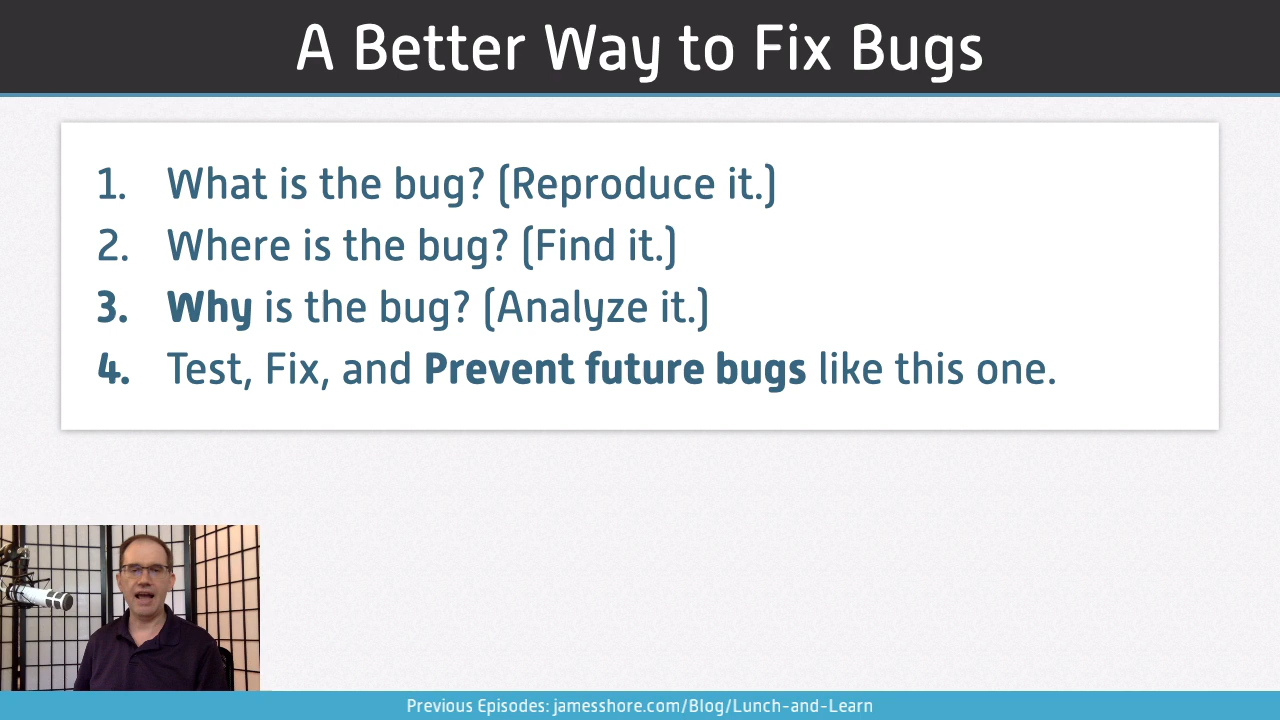 A Better Way to Fix Bugs
1. What is the bug? (Reproduce it.)
2. Where is the bug? (Find it.)
3. Why is the bug? (Analyze it.)
4. Test, Fix, and Prevent future bugs like this one.
Previous Episodes: jamesshore.com/Blog/Lunch-and-Learn